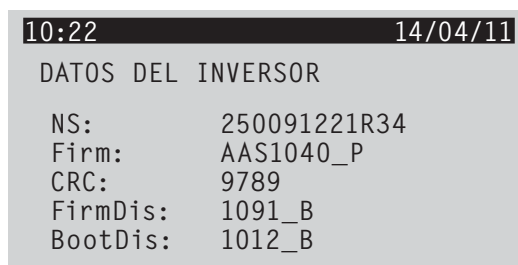 10:22 14/04/11
DATOS DEL INVERSOR
NS: 250091221R34
Firm: AAS1040_P
CRC: 9789
FirmDis: 1091_B
BootDis: 1012_B